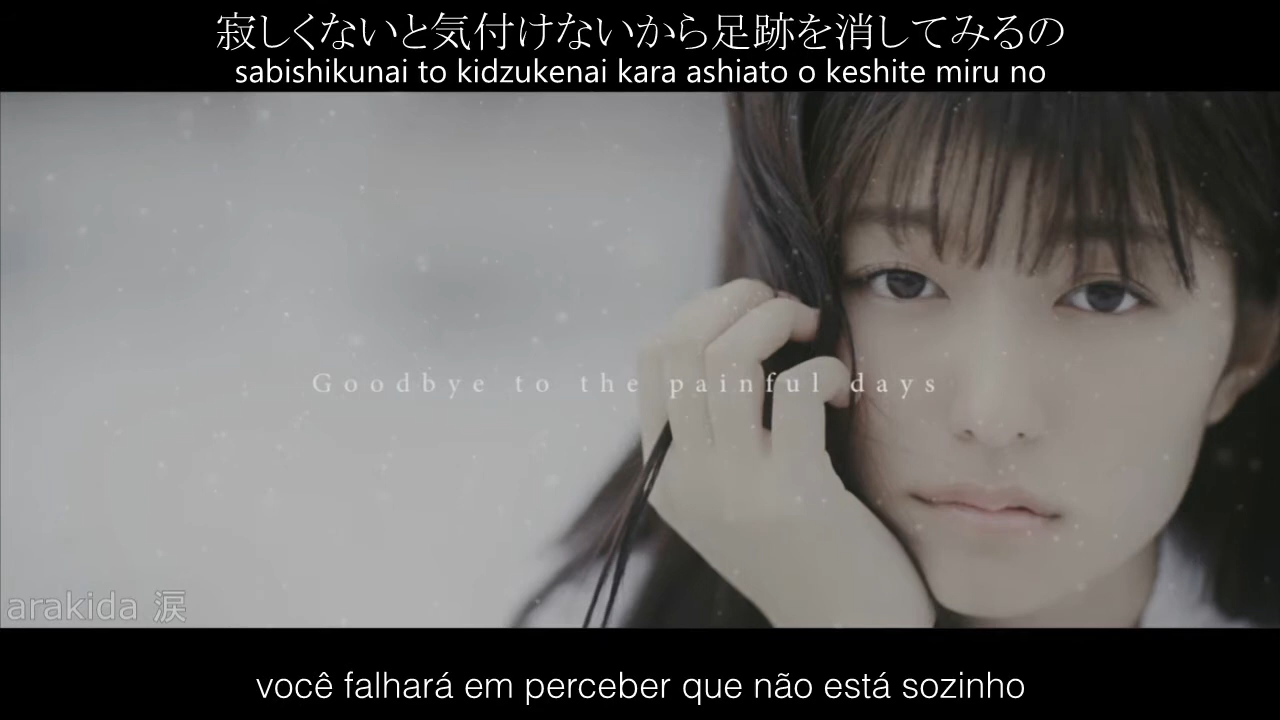 寂しくないと気付けないから足跡を消してみるの
sabishikunai to kidzukenai kara ashiato o keshite miru no
Goodbye to the painful days
arakida 涙
você falhará em perceber que não está sozinho